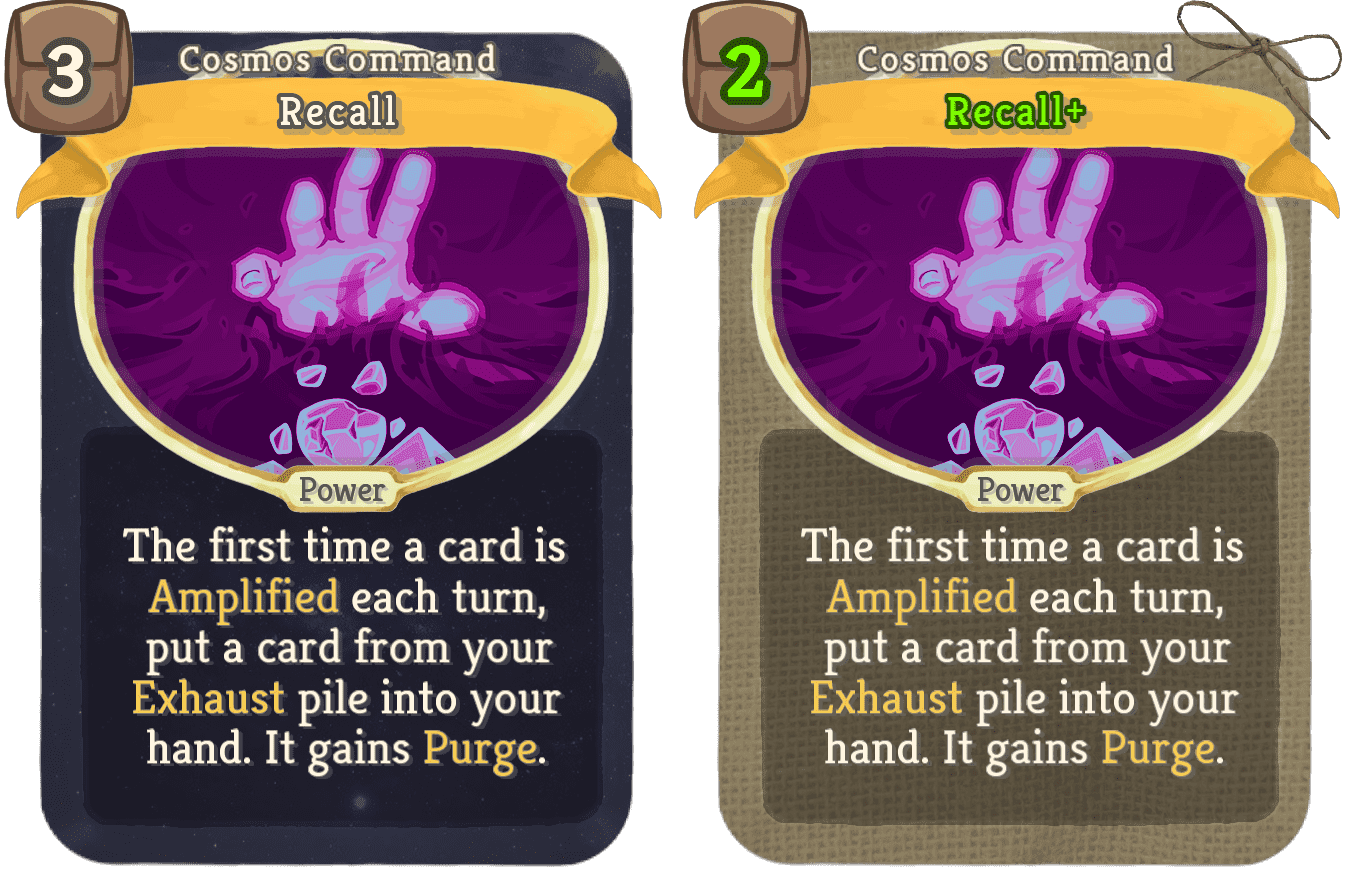 3
Cosmos Command
Recall
Power
The first time a card is
Amplified each turn,
put a card from your
Exhaust pile into your
hand. It gains Purge.
2
Cosmos Command
Recall+
Power
The first time a card is
Amplified each turn,
put a card from your
Exhaust pile into your
hand. It gains Purge.